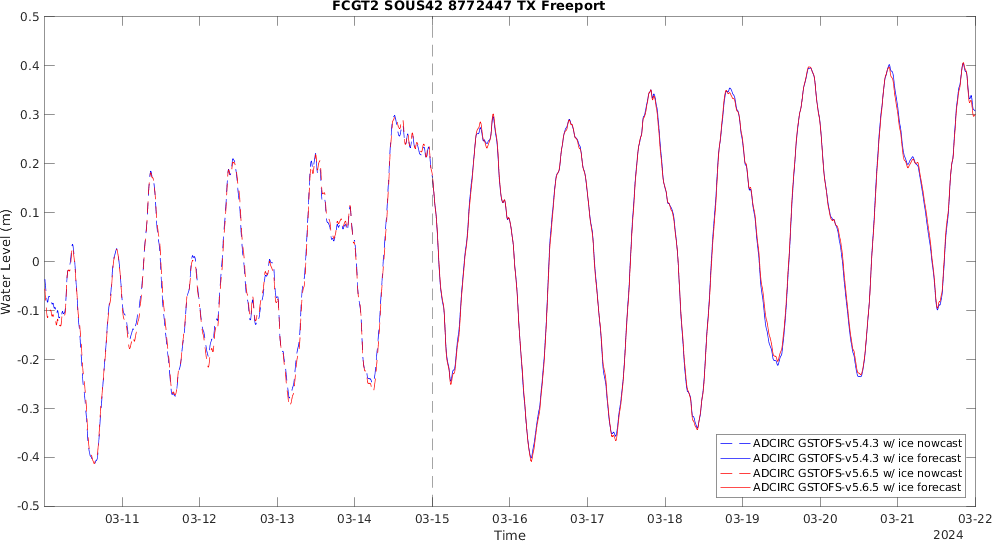 FCGT2 SOUS42 8772447 TX Freeport
0.5
0.4
0.3
0.2
0.1
0
-0.1
-0.2
-0.3
-0.4
-0.5
Water Level (m)
ADCIRC GSTOFS-v5.4.3 w/ ice nowcast
ADCIRC GSTOFS-v5.4.3 w/ ice forecast
ADCIRC GSTOFS-v5.6.5 w/ ice nowcast
ADCIRC GSTOFS-v5.6.5 w/ ice forecast
03-11 03-12 03-13 03-14 03-15 03-16 03-17 03-18 03-19 03-20 03-21 03-22
Time
2024